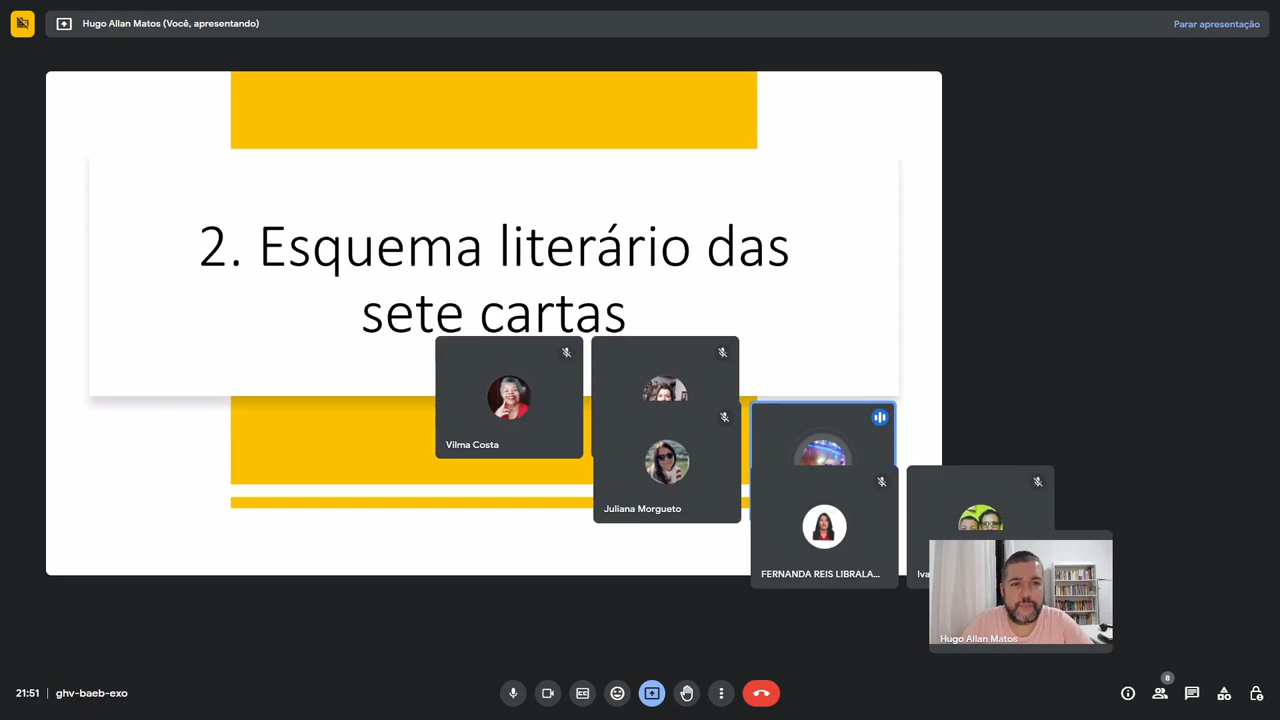 Hugo Allan Matos (Você, apresentando)
Parar apresentação
2. Esquema literário das
sete cartas
Vilma Costa
Juliana Morgueto
FERNANDA REIS LIBRALA...
Iva
Hugo Allan Matos
21:51
ghv-baeb-exo
8